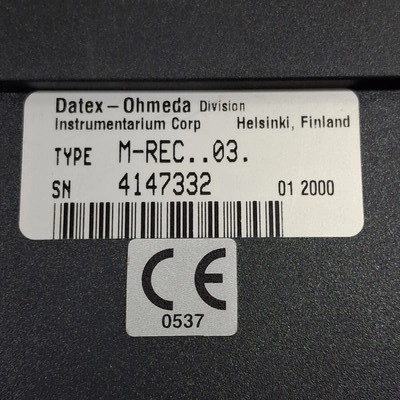 Datex-Ohmeda Division
Instrumentarium Corp Helsinki, Finland
TYPE M-REC..03.
SN 4147332 01 2000
CE
0537